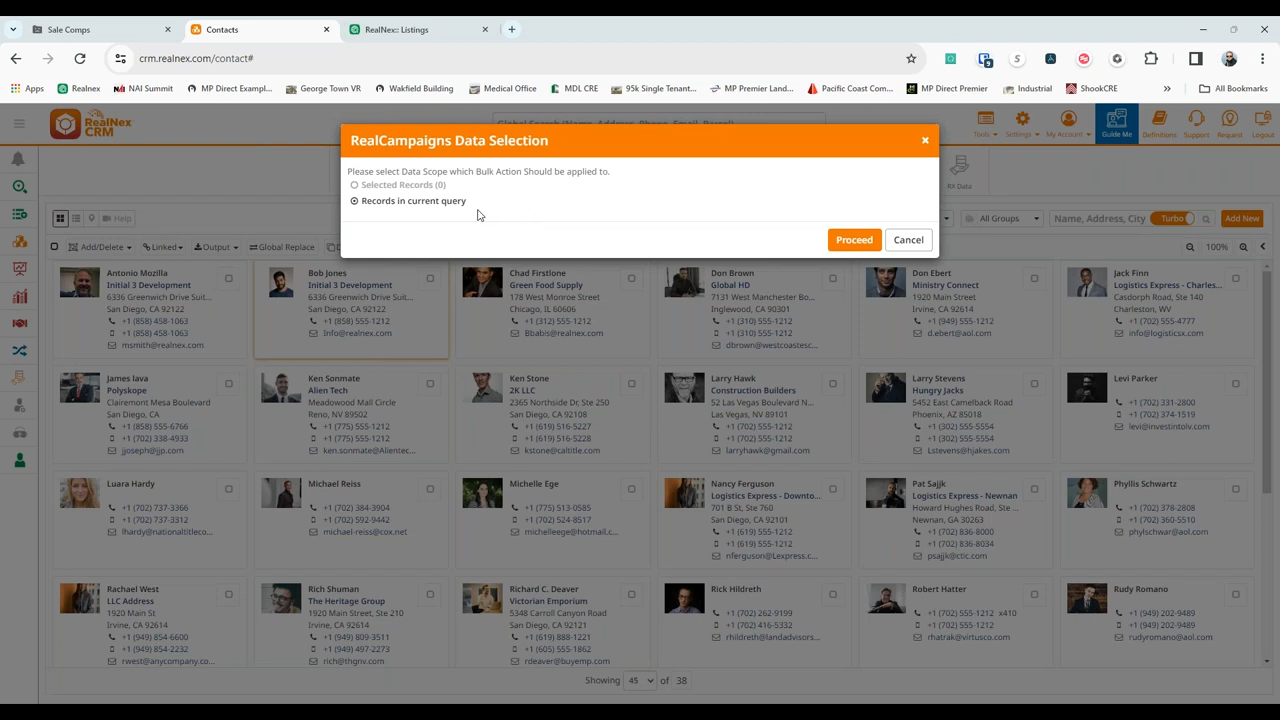 Sale Comps
Contacts
RealNex:: Listings
crm.realnex.com/contact#
Apps
Realnex
NAI Summit
MP Direct Exampl...
George Town VR
Wakfield Building
Medical Office
MDL CRE
95k Single Tenant...
MP Premier Land...
Pacific Coast Com...
MP Direct Premier
Industrial
ShookCRE
All Bookmarks
RealNex
CRM
Tools
Settings
My Account
Guide Me
Definitions
Support
Request
Logout
RealCampaigns Data Selection
Please select Data Scope which Bulk Action Should be applied to.
Selected Records (0)
Records in current query
Proceed
Cancel
RX Data
Help
All Groups
Name, Address, City
Turbo
Add New
Add/Delete
Linked
Output
Global Replace
100%
Antonio Mozilla
Initial 3 Development
6336 Greenwich Drive Suit...
San Diego, CA 92122
+1 (858) 458-1063
+1 (858) 458-1063
msmith@realnex.com
Bob Jones
Initial 3 Development
6336 Greenwich Drive Suit...
San Diego, CA 92122
+1 (858) 555-1212
Info@realnex.com
Chad Firstione
Green Food Supply
178 West Monroe Street
Chicago, IL 60606
+1 (312) 555-1212
Bbabis@realnex.com
Don Brown
Global HD
7131 West Manchester Bo...
Inglewood, CA 90301
+1 (310) 555-1212
+1 (310) 555-1212
dbrown@westcoastesc...
Don Ebert
Ministry Connect
1920 Main Street
Irvine, CA 92614
+1 (949) 555-1212
d.ebert@aol.com
Jack Finn
Logistics Express - Charles...
Casdorph Road, Ste 140
Charleston, WV
+1 (702) 555-4777
info@logisticsx.com
James Iava
Polyskope
Clairemont Mesa Boulevard
San Diego, CA
+1 (858) 555-6766
+1 (702) 338-4933
jjoseph@jjp.com
Ken Sonmate
Alien Tech
Meadowood Mall Circle
Reno, NV 89502
+1 (775) 555-1212
+1 (775) 555-1212
ken.sonmate@Alientec...
Ken Stone
2K LLC
2365 Northside Dr, Ste 250
San Diego, CA 92108
+1 (619) 516-5227
+1 (619) 516-5228
kstone@caltitle.com
Larry Hawk
Construction Builders
52 Las Vegas Boulevard N...
Las Vegas, NV 89101
+1 (702) 555-1212
+1 (702) 555-1212
larryhawk@gmail.com
Larry Stevens
Hungry Jacks
5452 East Camelback Road
Phoenix, AZ 85018
+1 (302) 555-5554
+1 (302) 555-5554
Lstevens@hjakes.com
Levi Parker
+1 (702) 331-2800
+1 (702) 374-1519
levi@investintolv.com
Luara Hardy
+1 (702) 737-3366
+1 (702) 737-3312
lhardy@nationaltitleco...
Michael Reiss
+1 (702) 384-3904
+1 (702) 592-9442
michael-reiss@cox.net
Michelle Ege
+1 (775) 513-0585
+1 (702) 524-8517
michelleege@hotmail.c...
Nancy Ferguson
Logistics Express - Downto...
701 B St, Ste 760
San Diego, CA 92101
+1 (619) 555-1212
+1 (619) 555-1212
nferguson@Lexpress.c...
Pat Sajjk
Logistics Express - Newnan
Howard Hughes Road, Ste ...
Newnan, GA 30263
+1 (702) 836-8000
+1 (702) 836-8034
psajjk@ctic.com
Phyllis Schwartz
+1 (702) 378-2808
+1 (702) 360-5510
phylschwar@aol.com
Rachael West
LLC Address
1920 Main St
Irvine, CA 92614
+1 (949) 854-6600
+1 (949) 854-2232
rwest@anycompany.co...
Rich Shuman
The Heritage Group
1920 Main Street, Ste 210
Irvine, CA 92614
+1 (949) 809-3511
+1 (949) 497-2273
rich@thgnv.com
Richard C. Deaver
Victorian Emporium
5348 Carroll Canyon Road
San Diego, CA 92121
+1 (619) 888-1221
+1 (605) 555-1862
rdeaver@buyemp.com
Rick Hildreth
+1 (702) 262-9199
+1 (702) 416-5332
rhildreth@landadvisors...
Robert Hatter
+1 (702) 555-1212 x410
+1 (702) 555-1212
rhatrak@virtusco.com
Rudy Romano
+1 (949) 202-9489
+1 (949) 202-9489
rudyromano@aol.com
Showing 45 of 38